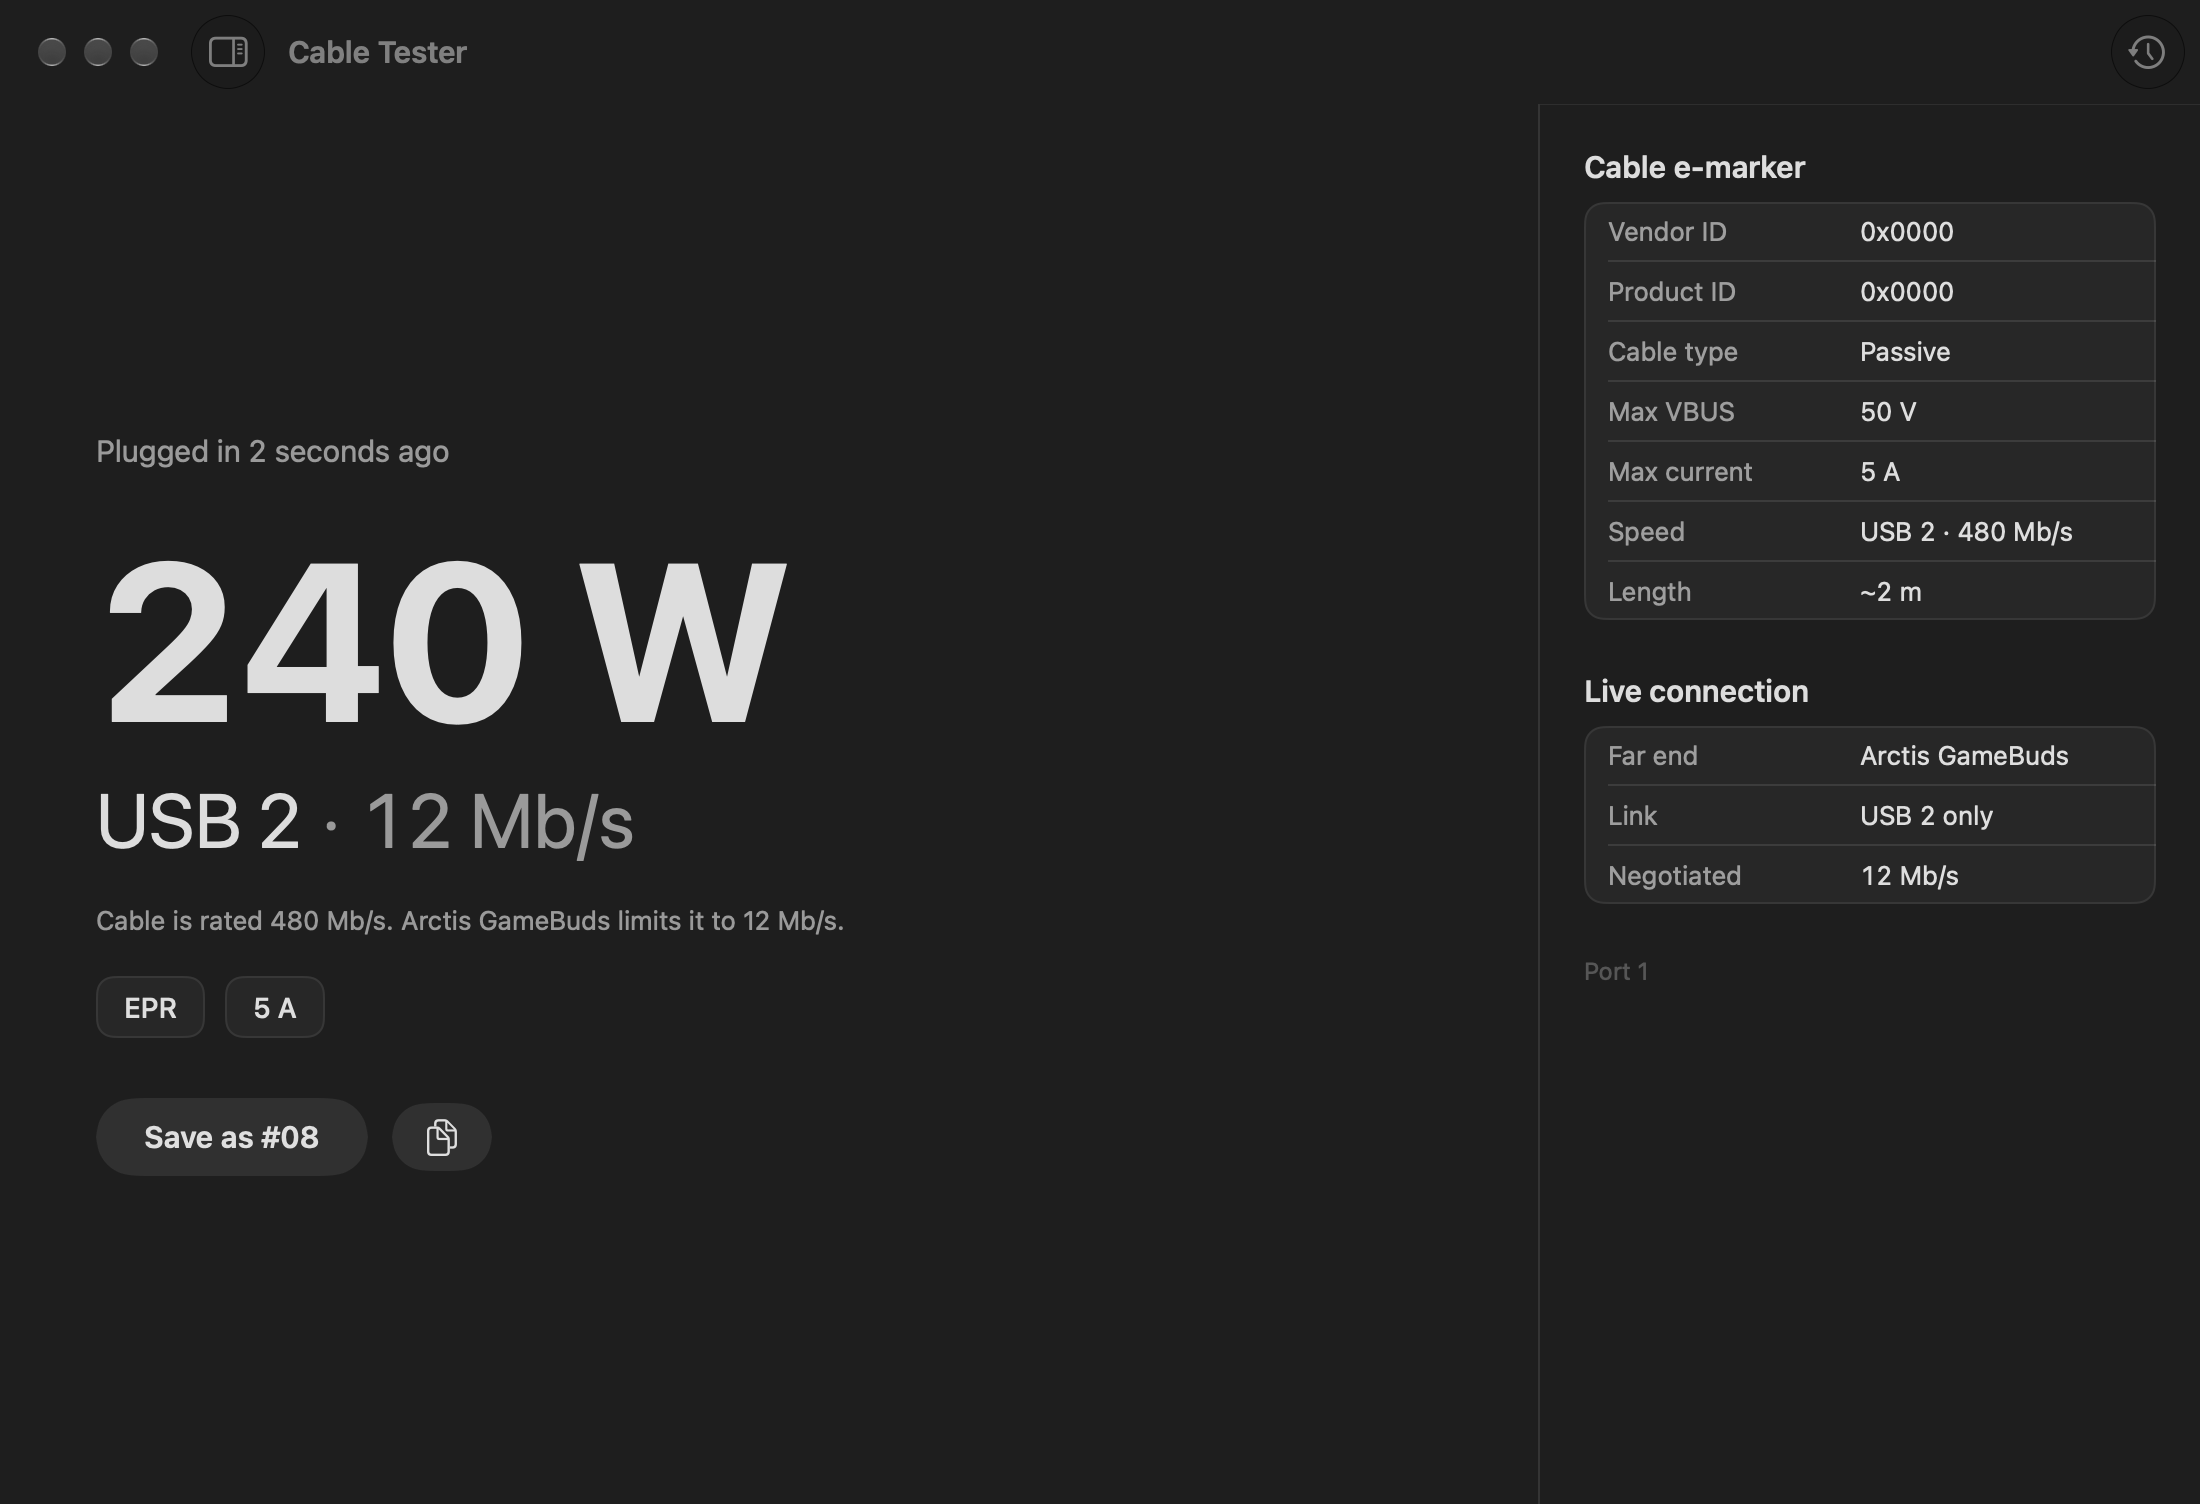 Cable Tester
Plugged in 2 seconds ago
240 W
USB 2 · 12 Mb/s
Cable is rated 480 Mb/s. Arctis GameBuds limits it to 12 Mb/s.
EPR
5 A
Save as #08
Cable e-marker
Vendor ID 0x0000
Product ID 0x0000
Cable type Passive
Max VBUS 50 V
Max current 5 A
Speed USB 2 · 480 Mb/s
Length ~2 m
Live connection
Far end Arctis GameBuds
Link USB 2 only
Negotiated 12 Mb/s
Port 1